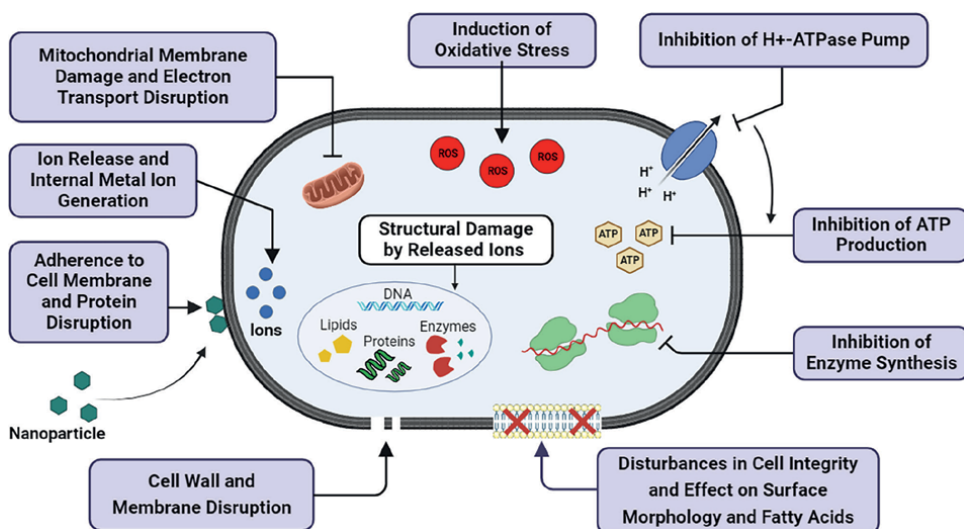 Mitochondrial Membrane
Damage and Electron
Transport Disruption
Induction of
Oxidative Stress
Inhibition of H+-ATPase Pump
Ion Release and
Internal Metal Ion
Generation
ROS
ROS
ROS
H+
H+
H+
Structural Damage
by Released Ions
ATP
ATP
ATP
Inhibition of ATP
Production
Adherence to
Cell Membrane
and Protein
Disruption
Ions
DNA
Lipids
Proteins
Enzymes
Inhibition of
Enzyme Synthesis
Nanoparticle
Cell Wall and
Membrane Disruption
Disturbances in Cell Integrity
and Effect on Surface
Morphology and Fatty Acids